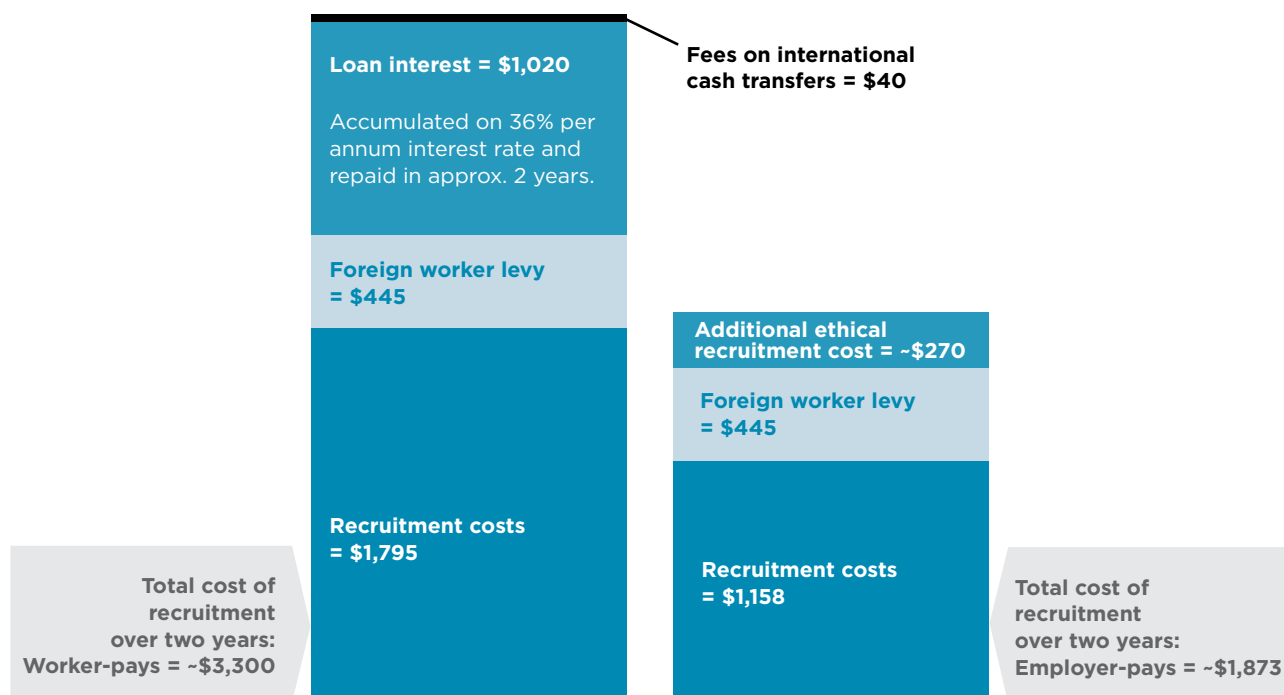 Fees on international
cash transfers = $40
Loan interest = $1,020
Accumulated on 36% per
annum interest rate and
repaid in approx. 2 years.
Foreign worker levy
= $445
Recruitment costs
= $1,795
Total cost of
recruitment
over two years:
Worker-pays = ~$3,300
Additional ethical
recruitment cost = ~$270
Foreign worker levy
= $445
Recruitment costs
= $1,158
Total cost of
recruitment
over two years:
Employer-pays = ~$1,873